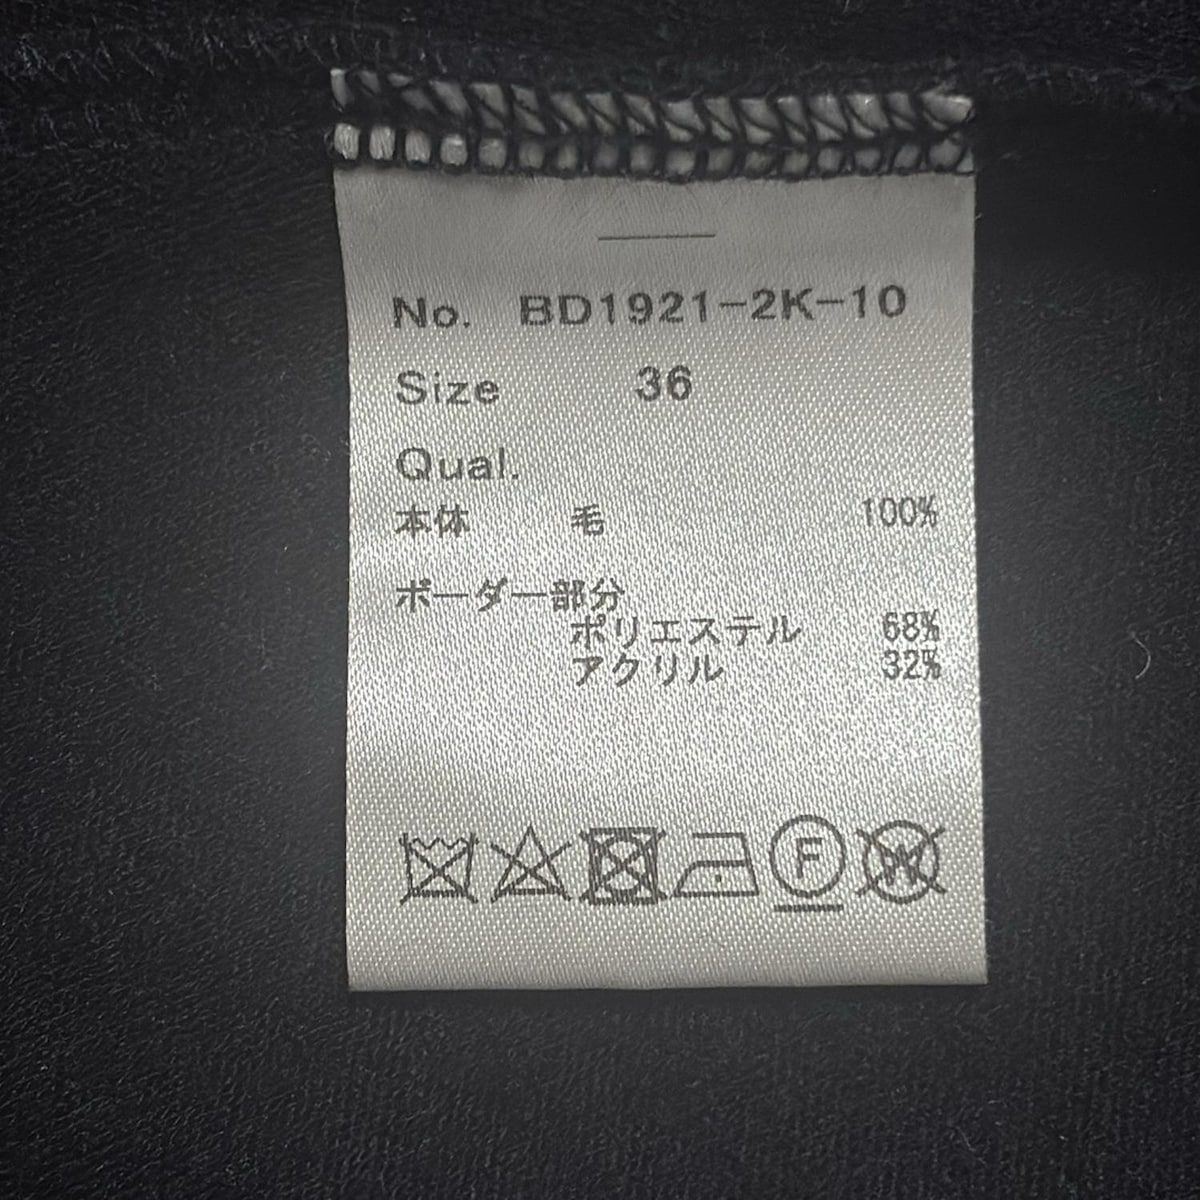 No. BD1921-2K-10
Size 36
Qual.
本体 毛 100%
ボーダー部分
ポリエステル 68%
アクリル 32%
F W